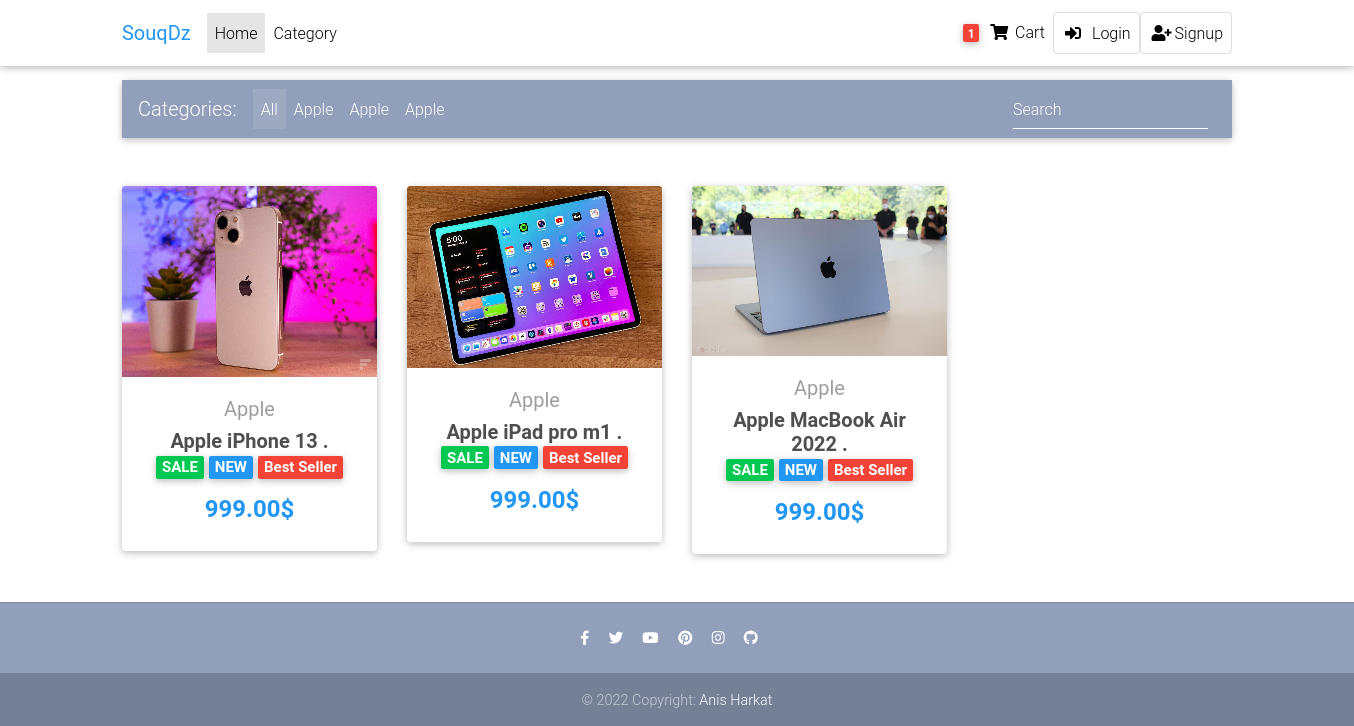 SouqDz Home Category 1 Cart Login Signup
Categories: All Apple Apple Apple Search
5:00
Apple
Apple iPhone 13 .
SALE NEW Best Seller
999.00$
Apple
Apple iPad pro m1 .
SALE NEW Best Seller
999.00$
Apple
Apple MacBook Air
2022 .
SALE NEW Best Seller
999.00$
© 2022 Copyright: Anis Harkat